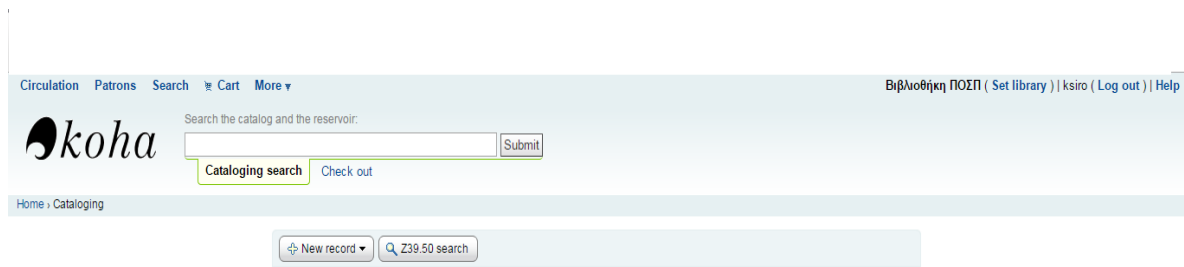 Circulation Patrons Search Cart More ▾ Βιβλιοθήκη ΠΟΣΠ ( Set library ) | ksiro ( Log out ) | Help
koha
Search the catalog and the reservoir:
Submit
Cataloging search Check out
Home › Cataloging
New record ▾ Z39.50 search